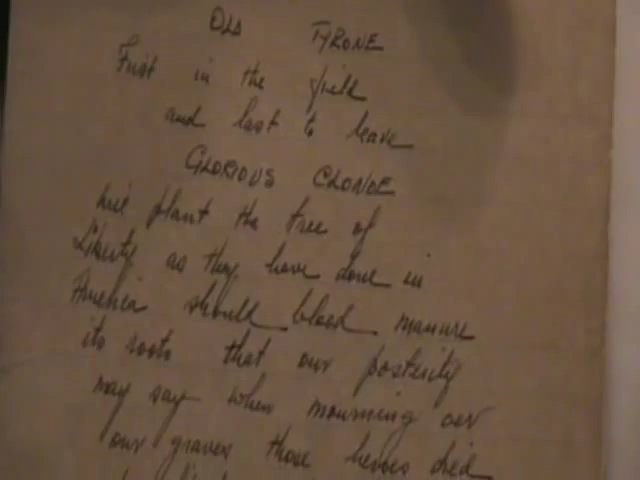 OLD TYRONE
First in the field
and last to leave
GLORIOUS CLONOE
will plant the tree of
Liberty as they have done in
America should blood manure
its roots that our posterity
may say when mourning over
our graves those heroes died